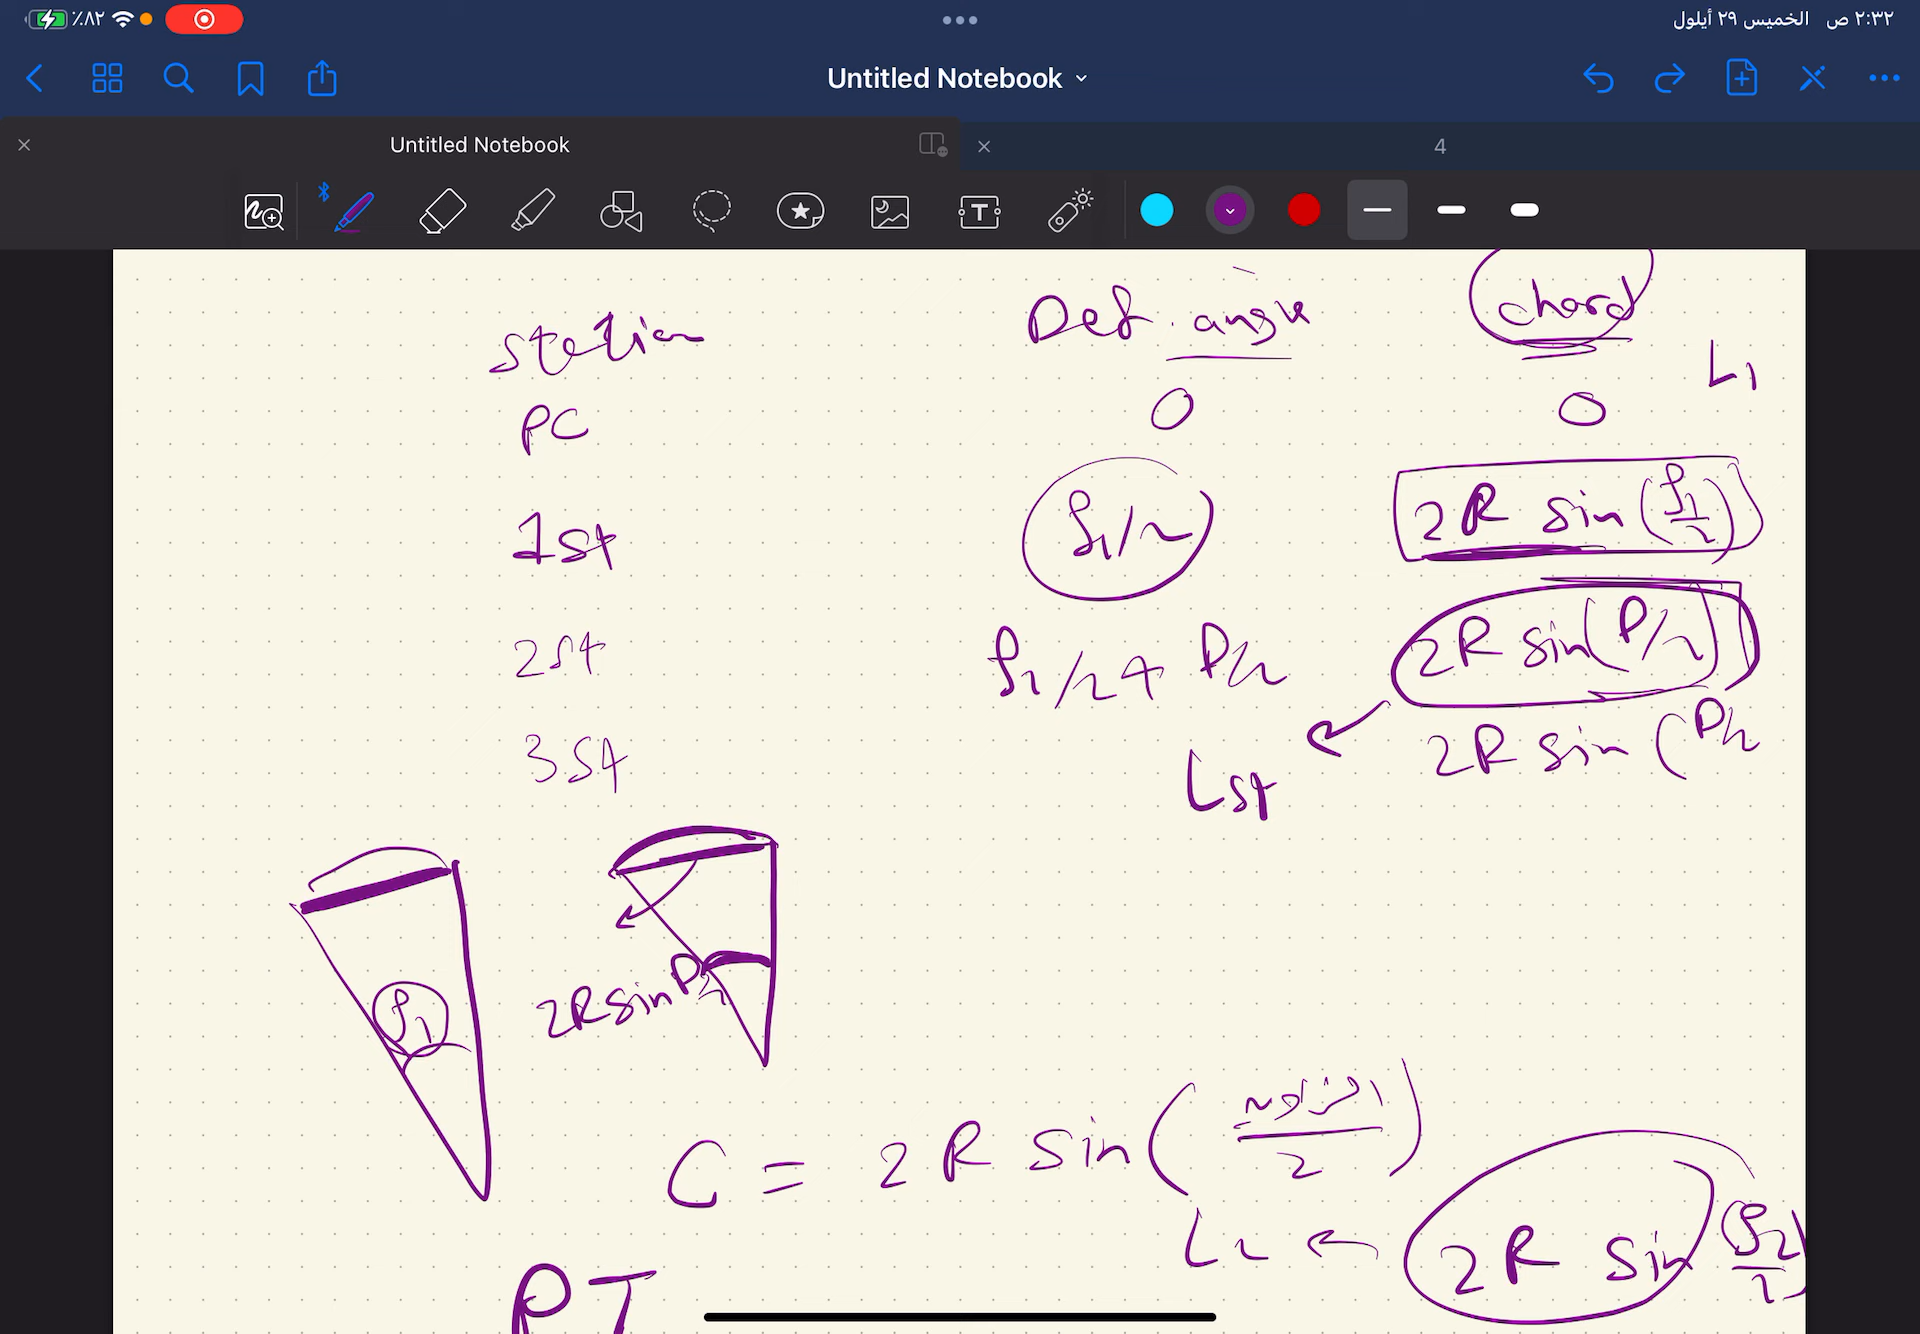 ٪٨٢
٢:٣٢ ص الخميس ٢٩ أيلول
Untitled Notebook
Untitled Notebook
4
station Def. angle chord
L1
PC 0 0
1st δ1/2 2R sin(δ1/2)
2st δ1/2 + D/2 2R sin(D/2)
3st 2R sin(D/2
Lst
δ1
2R sin D/2
C = 2R sin(الزاوية/2)
L2 ← 2R sin(δ2/2)
PT